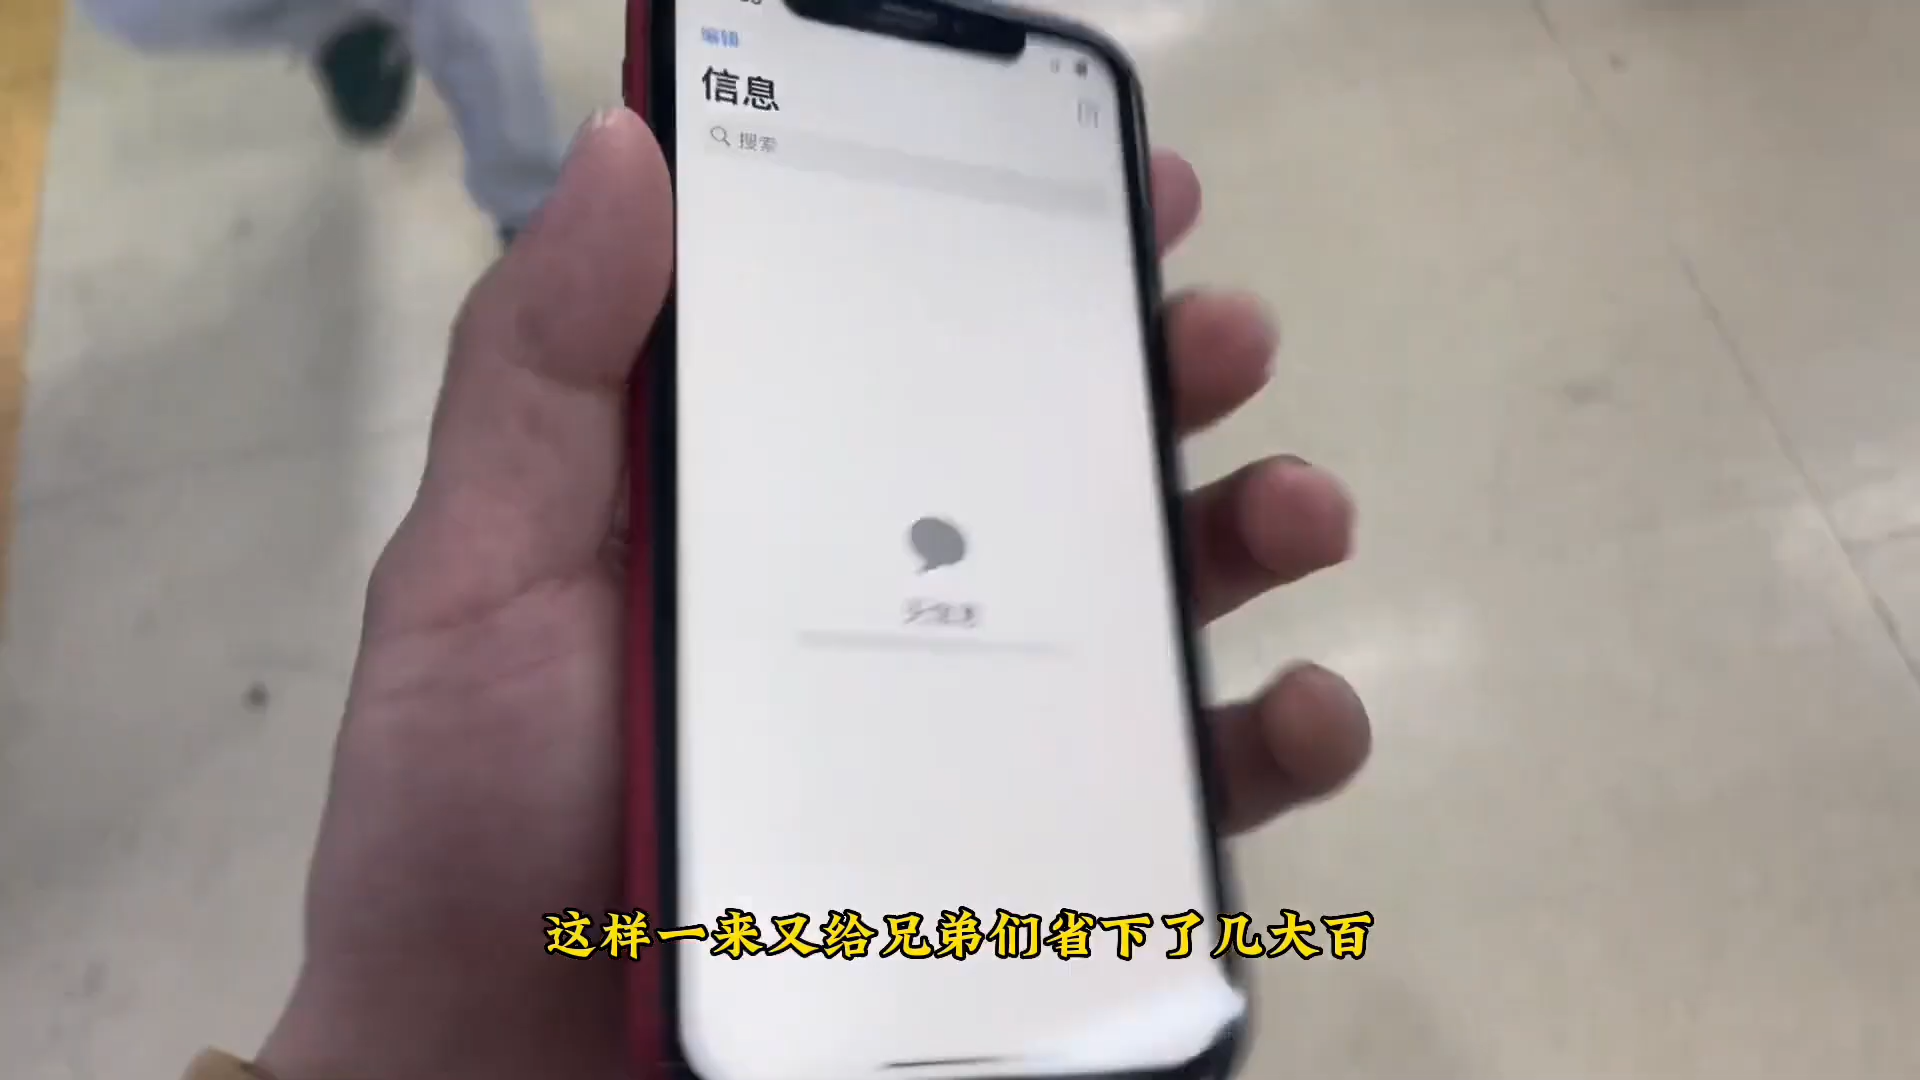 编辑
信息
搜索
这样一来又给兄弟们省下了几大百